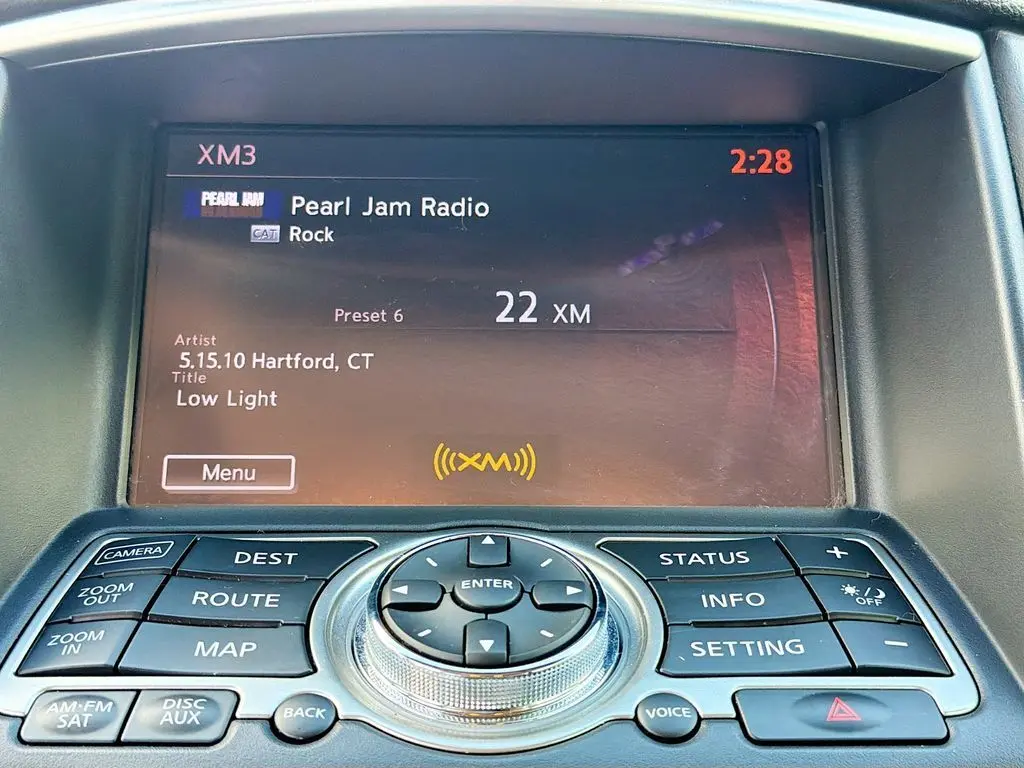 XM3
2:28
PEARL JAM
Pearl Jam Radio
CAT Rock
Preset 6
22 XM
Artist
5.15.10 Hartford, CT
Title
Low Light
Menu
((( XM )))
CAMERA
DEST
ZOOM OUT
ROUTE
ZOOM IN
MAP
ENTER
STATUS
+
INFO
OFF
SETTING
−
AM·FM SAT
DISC AUX
BACK
VOICE